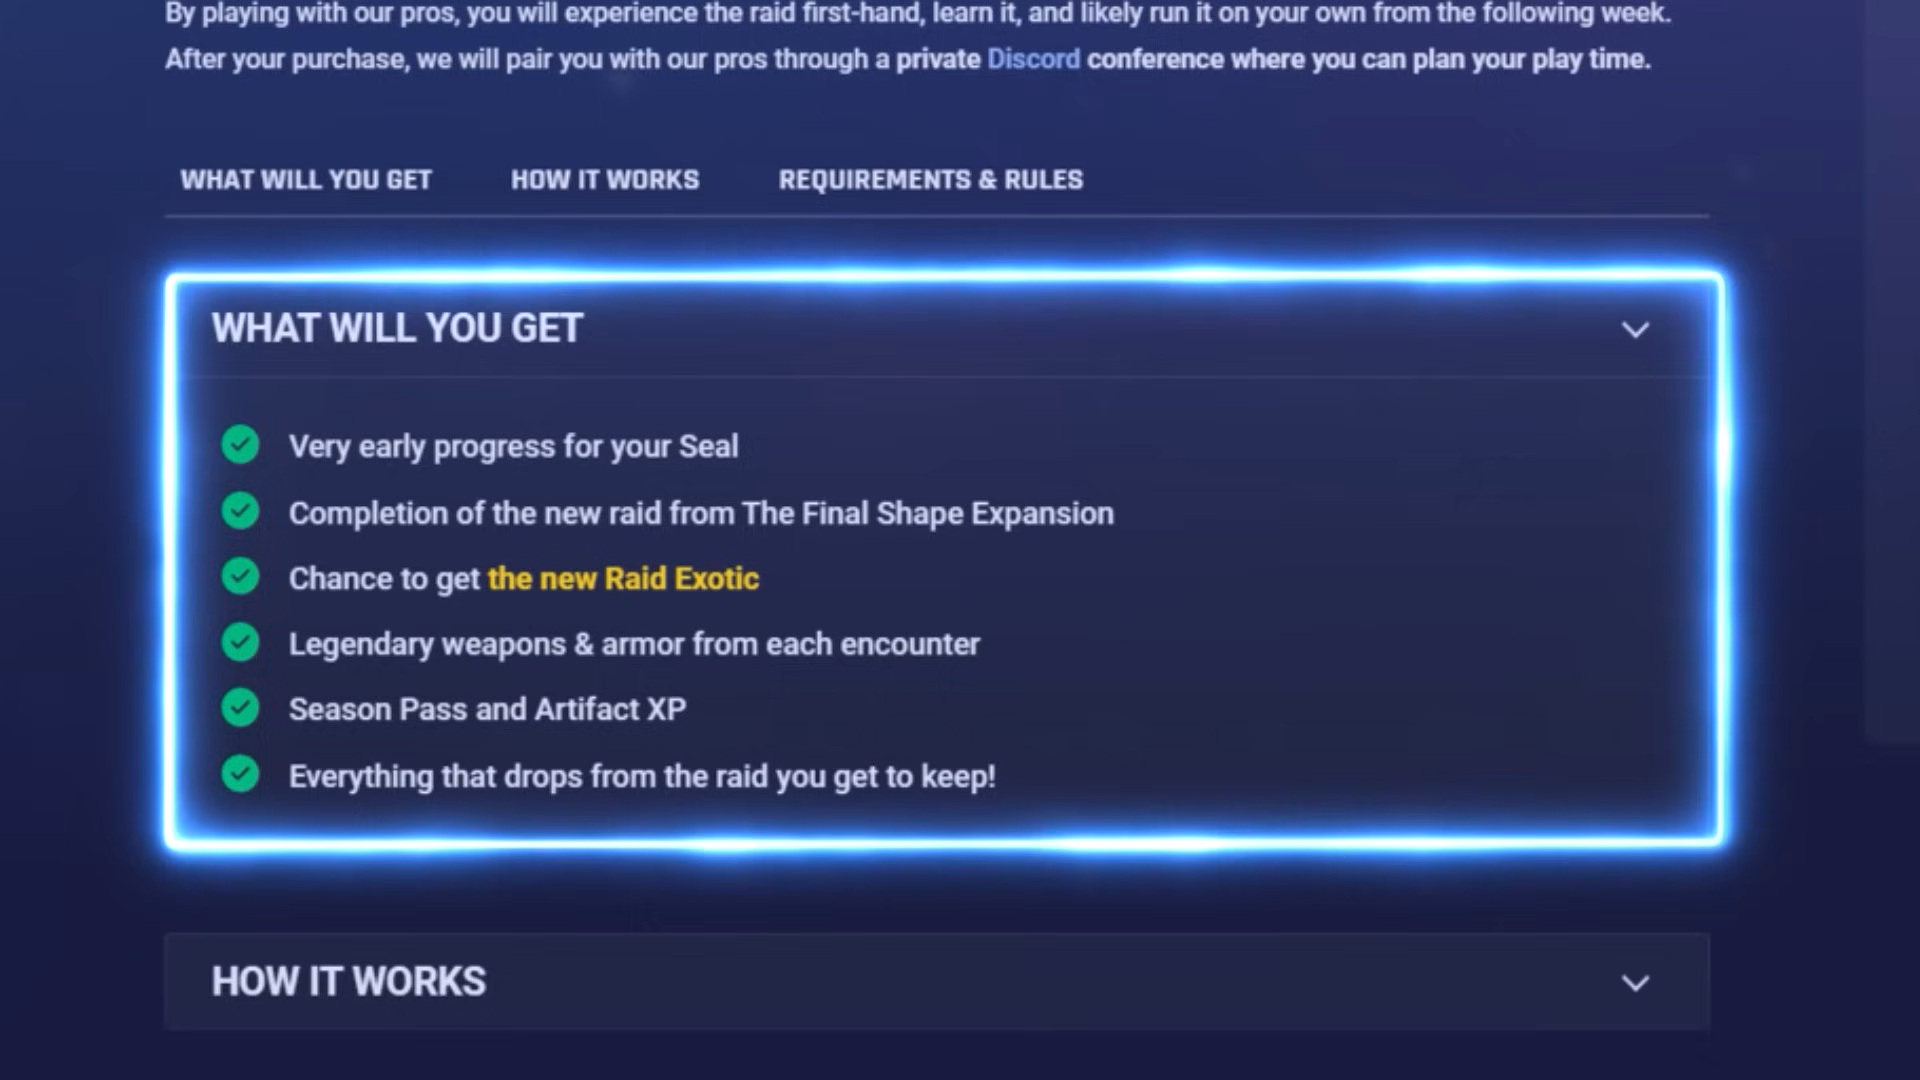 By playing with our pros, you will experience the raid first-hand, learn it, and likely run it on your own from the following week.
After your purchase, we will pair you with our pros through a private Discord conference where you can plan your play time.
WHAT WILL YOU GET HOW IT WORKS REQUIREMENTS & RULES
WHAT WILL YOU GET
Very early progress for your Seal
Completion of the new raid from The Final Shape Expansion
Chance to get the new Raid Exotic
Legendary weapons & armor from each encounter
Season Pass and Artifact XP
Everything that drops from the raid you get to keep!
HOW IT WORKS